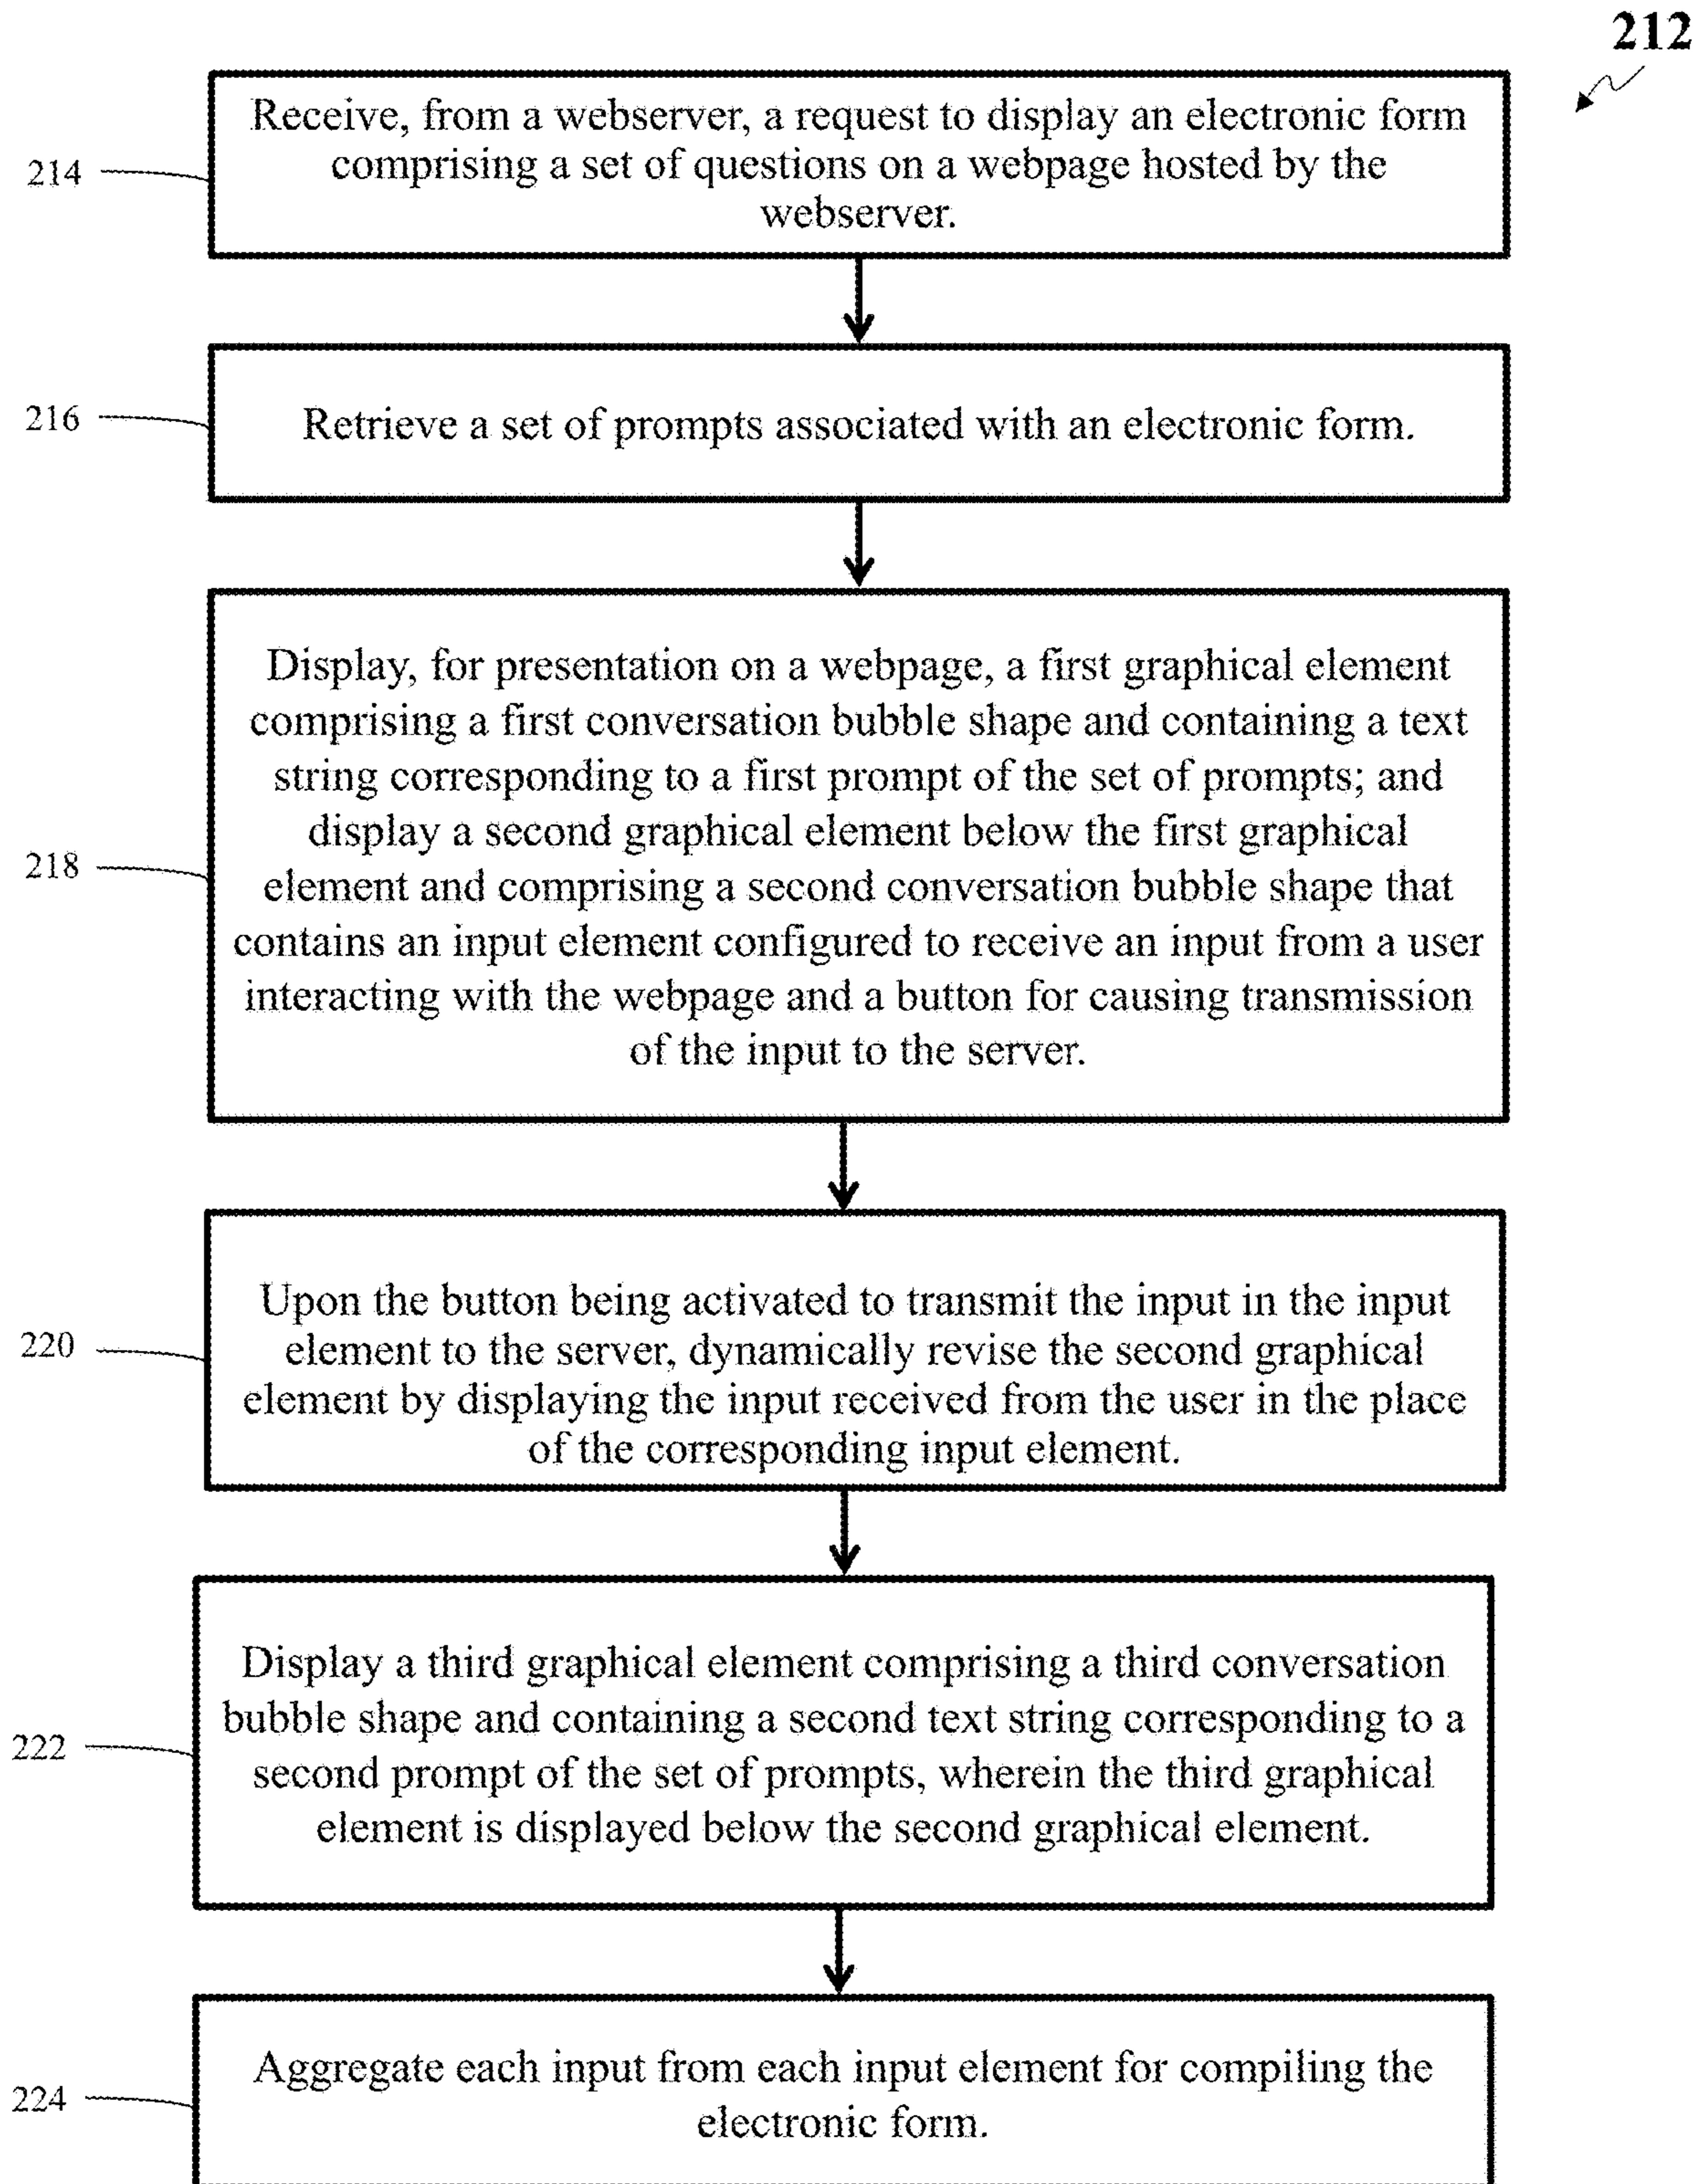 212
214
Receive, from a webserver, a request to display an electronic form
comprising a set of questions on a webpage hosted by the
webserver.
216
Retrieve a set of prompts associated with an electronic form.
218
Display, for presentation on a webpage, a first graphical element
comprising a first conversation bubble shape and containing a text
string corresponding to a first prompt of the set of prompts; and
display a second graphical element below the first graphical
element and comprising a second conversation bubble shape that
contains an input element configured to receive an input from a user
interacting with the webpage and a button for causing transmission
of the input to the server.
220
Upon the button being activated to transmit the input in the input
element to the server, dynamically revise the second graphical
element by displaying the input received from the user in the place
of the corresponding input element.
222
Display a third graphical element comprising a third conversation
bubble shape and containing a second text string corresponding to a
second prompt of the set of prompts, wherein the third graphical
element is displayed below the second graphical element.
224
Aggregate each input from each input element for compiling the
electronic form.